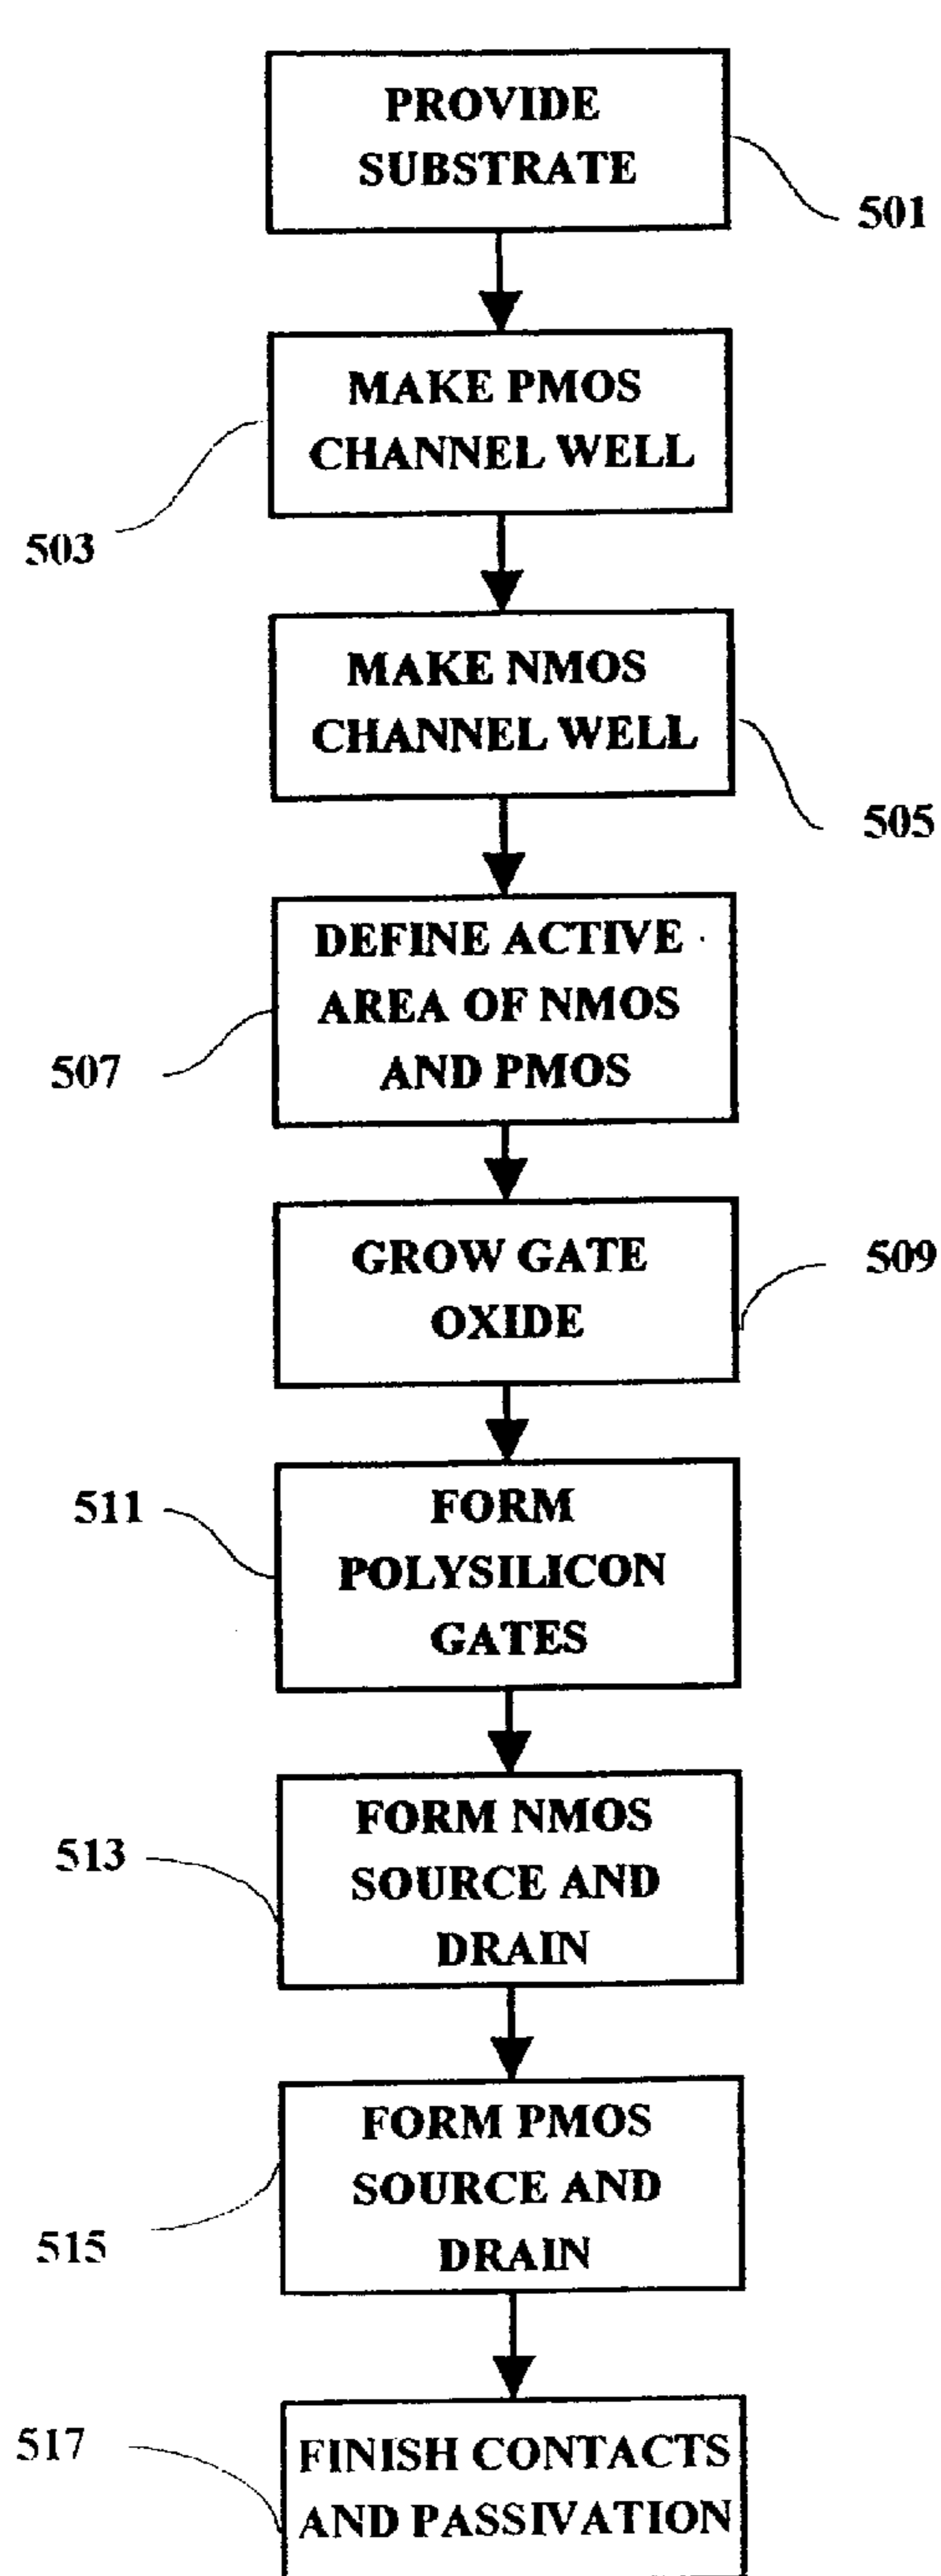 PROVIDE
SUBSTRATE
501
MAKE PMOS
CHANNEL WELL
503
MAKE NMOS
CHANNEL WELL
505
DEFINE ACTIVE
AREA OF NMOS
AND PMOS
507
GROW GATE
OXIDE
509
511
FORM
POLYSILICON
GATES
513
FORM NMOS
SOURCE AND
DRAIN
FORM PMOS
SOURCE AND
DRAIN
515
517
FINISH CONTACTS
AND PASSIVATION